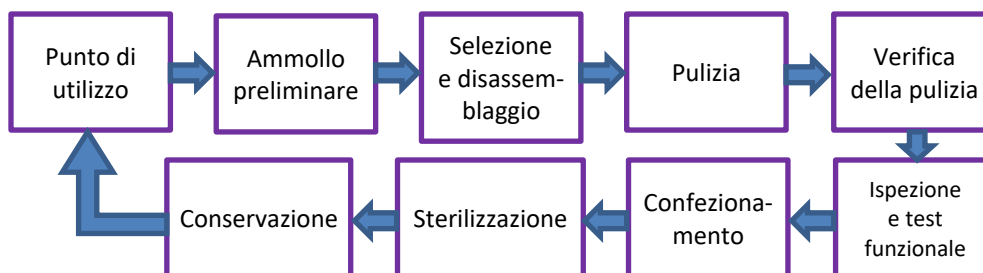 Punto di
utilizzo
Ammollo
preliminare
Selezione
e disassem-
blaggio
Pulizia
Verifica
della pulizia
Ispezione
e test
funzionale
Confeziona-
mento
Sterilizzazione
Conservazione